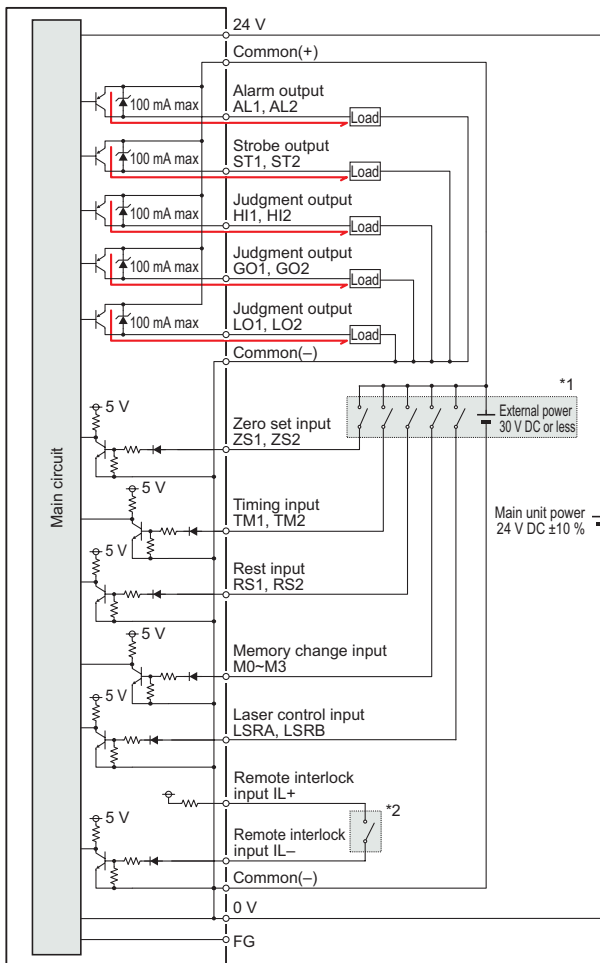 24 V
Common(+)
Alarm output
AL1, AL2
100 mA max
Load
Strobe output
ST1, ST2
100 mA max
Load
Judgment output
HI1, HI2
100 mA max
Load
Judgment output
GO1, GO2
100 mA max
Load
Judgment output
LO1, LO2
100 mA max
Load
Common(–)
*1
External power
30 V DC or less
Main circuit
5 V
Zero set input
ZS1, ZS2
5 V
Timing input
TM1, TM2
Main unit power
24 V DC ±10 %
5 V
Rest input
RS1, RS2
5 V
Memory change input
M0~M3
5 V
Laser control input
LSRA, LSRB
Remote interlock
input IL+
*2
5 V
Remote interlock
input IL–
Common(–)
0 V
FG